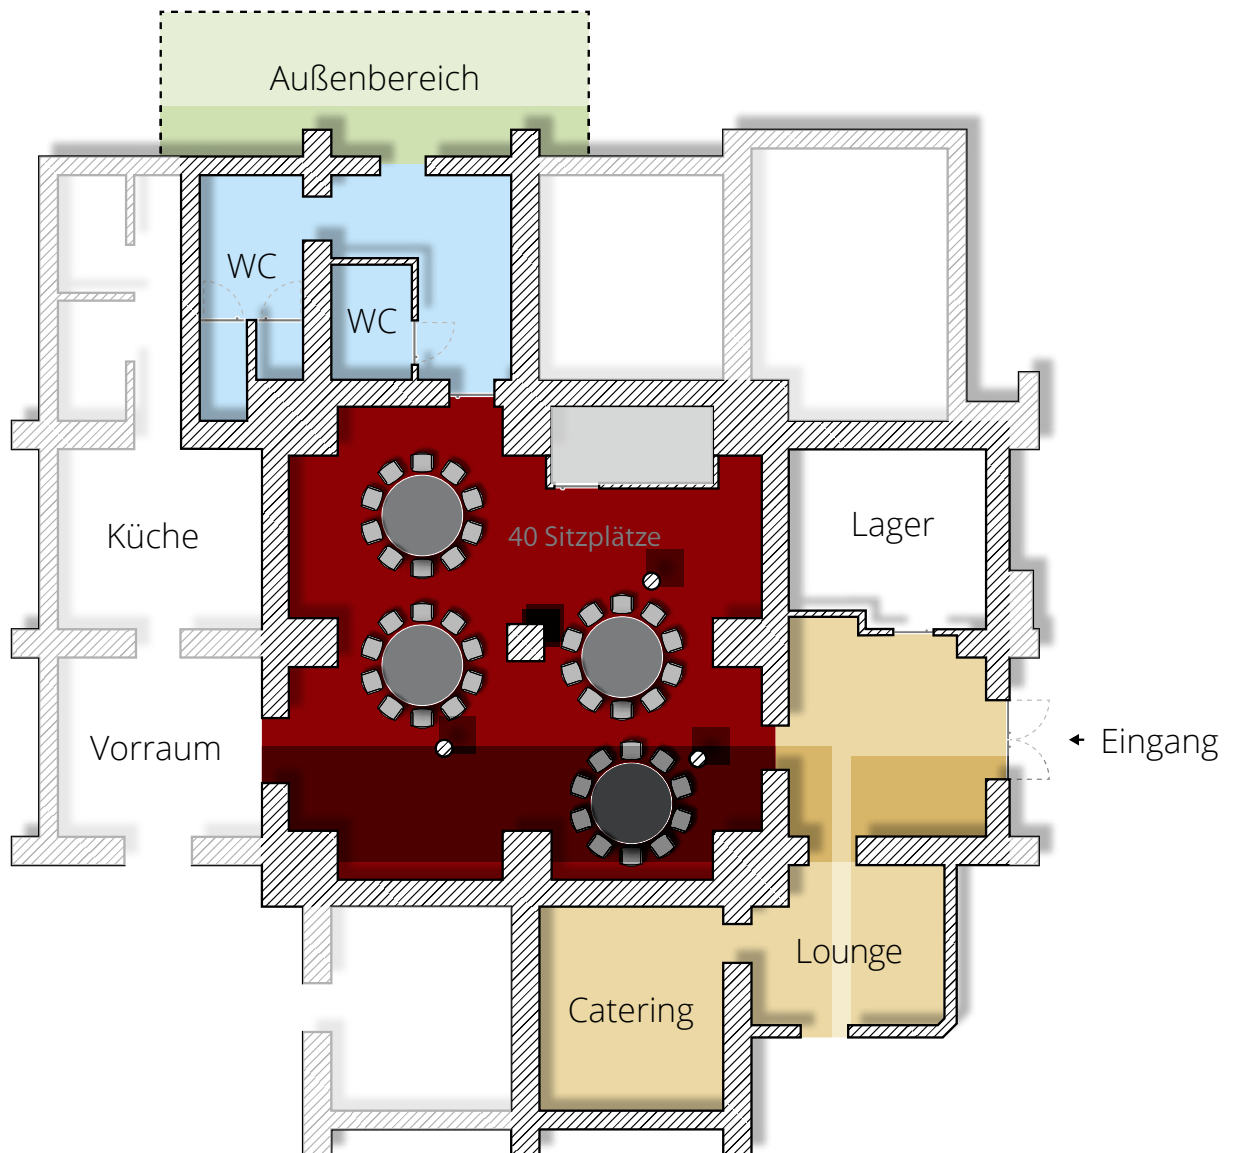 Außenbereich
WC
WC
Küche
40 Sitzplätze
Lager
Vorraum
Eingang
Lounge
Catering